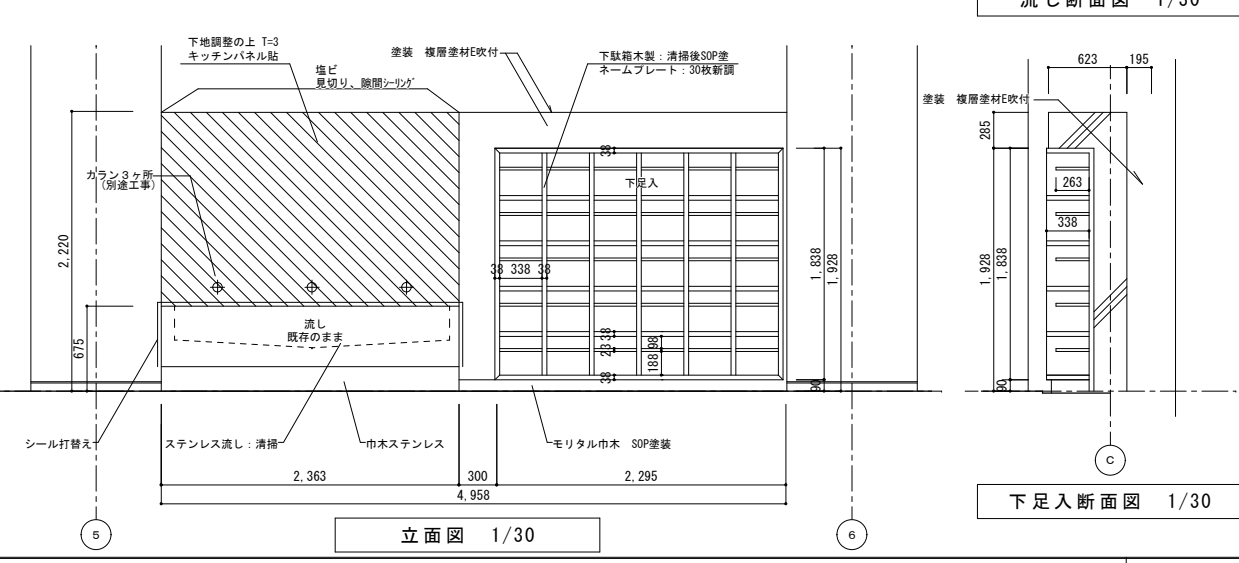 流し断面図 1/30
下地調整の上 T=3
キッチンパネル貼
塩ビ
見切り、隙間シーリング
塗装 複層塗材E吹付
下駄箱木製：清掃後SOP塗
ネームプレート：30枚新調
623
195
塗装 複層塗材E吹付
285
カラン３ヶ所
（別途工事）
下足入
38
263
338
2,220
38 338 38
1,838
1,928
1,928
1,838
流し
既存のまま
675
38
23
98
188
38
90
90
シール打替え
ステンレス流し：清掃
巾木ステンレス
モリタル巾木 SOP塗装
2,363
300
2,295
4,958
C
下足入断面図 1/30
5
立面図 1/30
6